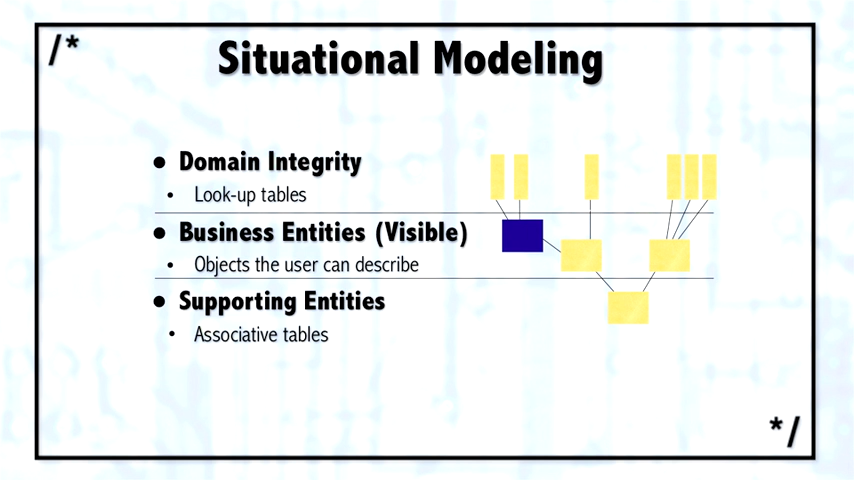 /*
Situational Modeling
● Domain Integrity
• Look-up tables
● Business Entities (Visible)
• Objects the user can describe
● Supporting Entities
• Associative tables
*/